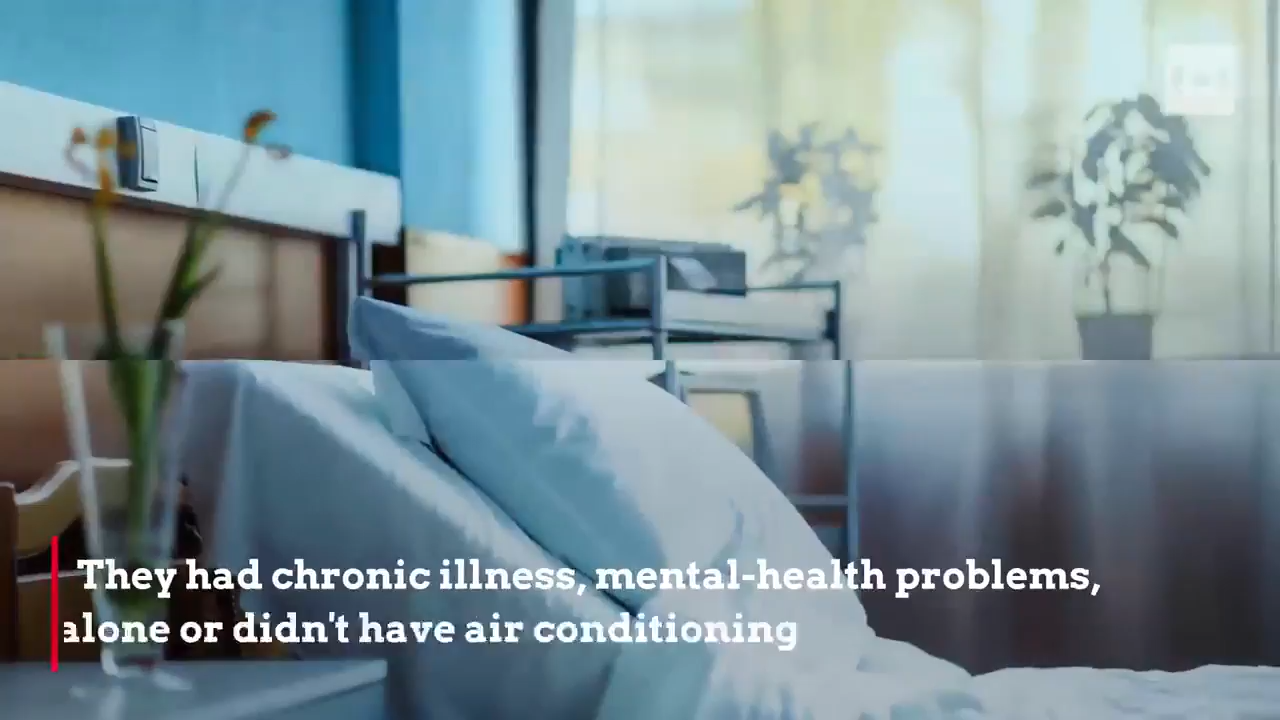 They had chronic illness, mental-health problems,
alone or didn't have air conditioning